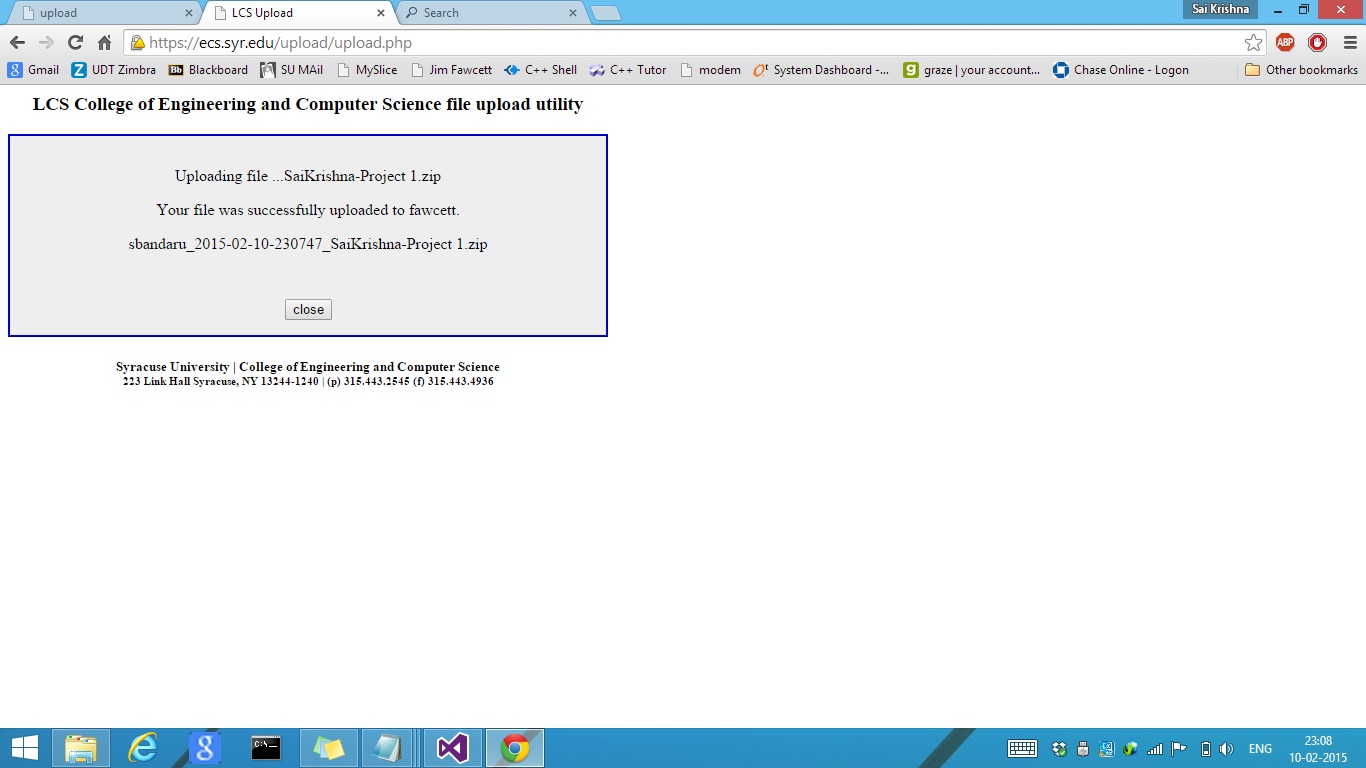 upload
LCS Upload
Search
Sai Krishna
https://ecs.syr.edu/upload/upload.php
ABP
Gmail
UDT Zimbra
Blackboard
SU MAil
MySlice
Jim Fawcett
C++ Shell
C++ Tutor
modem
System Dashboard -...
graze | your account...
Chase Online - Logon
Other bookmarks
LCS College of Engineering and Computer Science file upload utility
Uploading file ...SaiKrishna-Project 1.zip
Your file was successfully uploaded to fawcett.
sbandaru_2015-02-10-230747_SaiKrishna-Project 1.zip
close
Syracuse University | College of Engineering and Computer Science
223 Link Hall Syracuse, NY 13244-1240 | (p) 315.443.2545 (f) 315.443.4936
ENG
23:08
10-02-2015